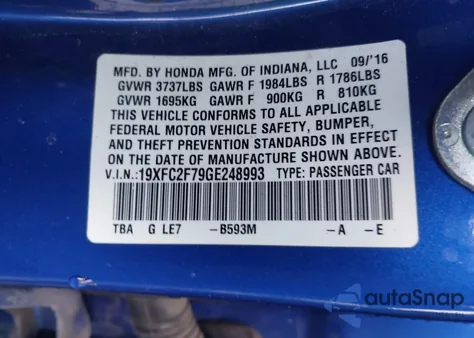 MFD. BY HONDA MFG. OF INDIANA, LLC 09/'16
GVWR 3737LBS GAWR F 1984LBS R 1786LBS
GVWR 1695KG GAWR F 900KG R 810KG
THIS VEHICLE CONFORMS TO ALL APPLICABLE
FEDERAL MOTOR VEHICLE SAFETY, BUMPER,
AND THEFT PREVENTION STANDARDS IN EFFECT
ON THE DATE OF MANUFACTURE SHOWN ABOVE.
V.I.N.:19XFC2F79GE248993 TYPE: PASSENGER CAR
TBA G LE7 -B593M -A -E
autoSnap